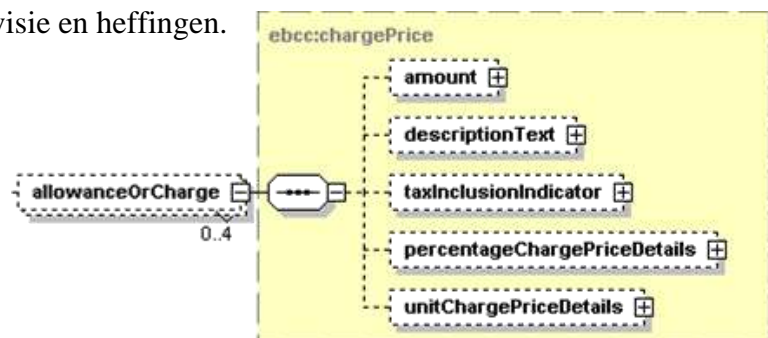 visie en heffingen.
ebcc:chargePrice
amount
descriptionText
allowanceOrCharge
0..4
taxInclusionIndicator
percentageChargePriceDetails
unitChargePriceDetails